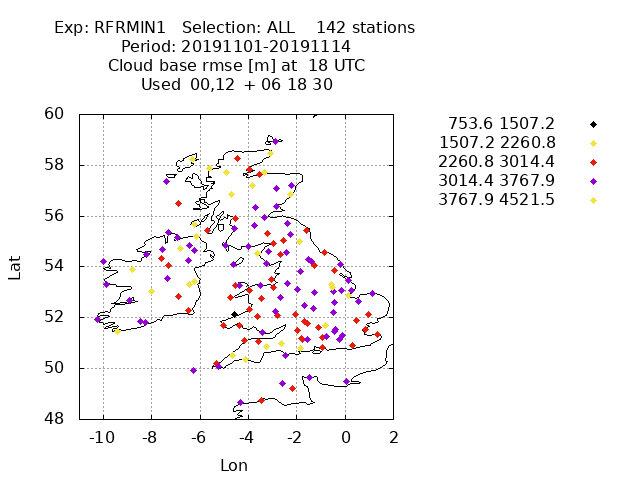 Exp: RFRMIN1 Selection: ALL 142 stations
Period: 20191101-20191114
Cloud base rmse [m] at 18 UTC
Used 00,12 + 06 18 30
753.6 1507.2
1507.2 2260.8
2260.8 3014.4
3014.4 3767.9
3767.9 4521.5
60
58
56
54
52
50
48
Lat
-10 -8 -6 -4 -2 0 2
Lon